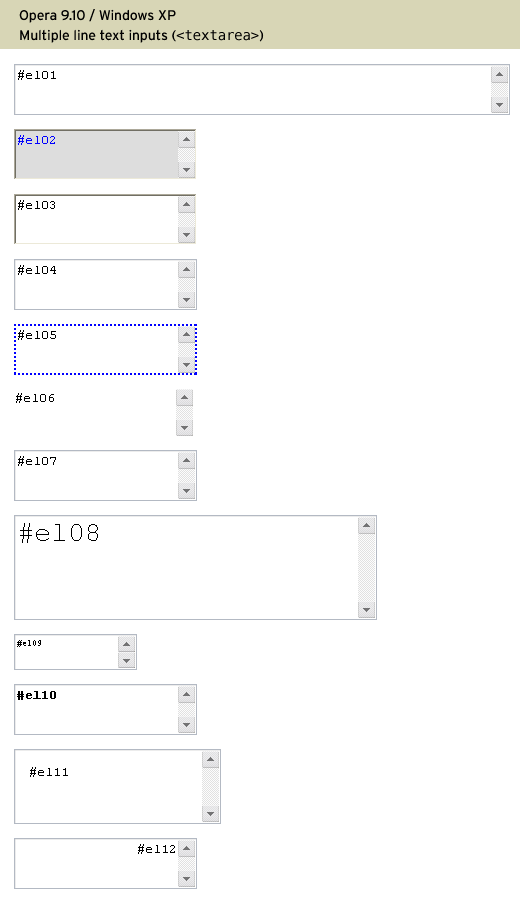 Opera 9.10 / Windows XP
Multiple line text inputs (<textarea>)
#el01
#el02
#el03
#el04
#el05
#el06
#el07
#el08
#el09
#el10
#el11
#el12